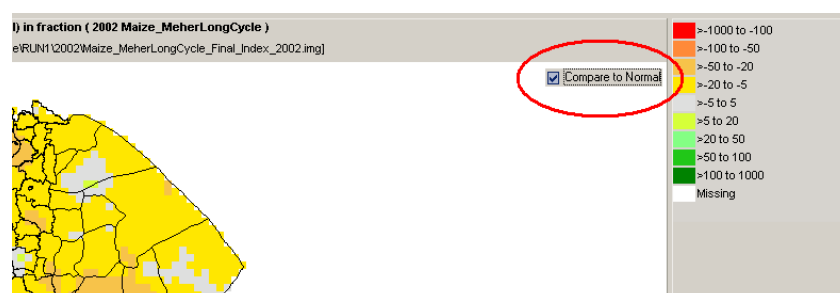 l) in fraction ( 2002 Maize_MeherLongCycle )
e\RUN1\2002\Maize_MeherLongCycle_Final_Index_2002.img]
Compare to Normal
>-1000 to -100
>-100 to -50
>-50 to -20
>-20 to -5
>-5 to 5
>5 to 20
>20 to 50
>50 to 100
>100 to 1000
Missing